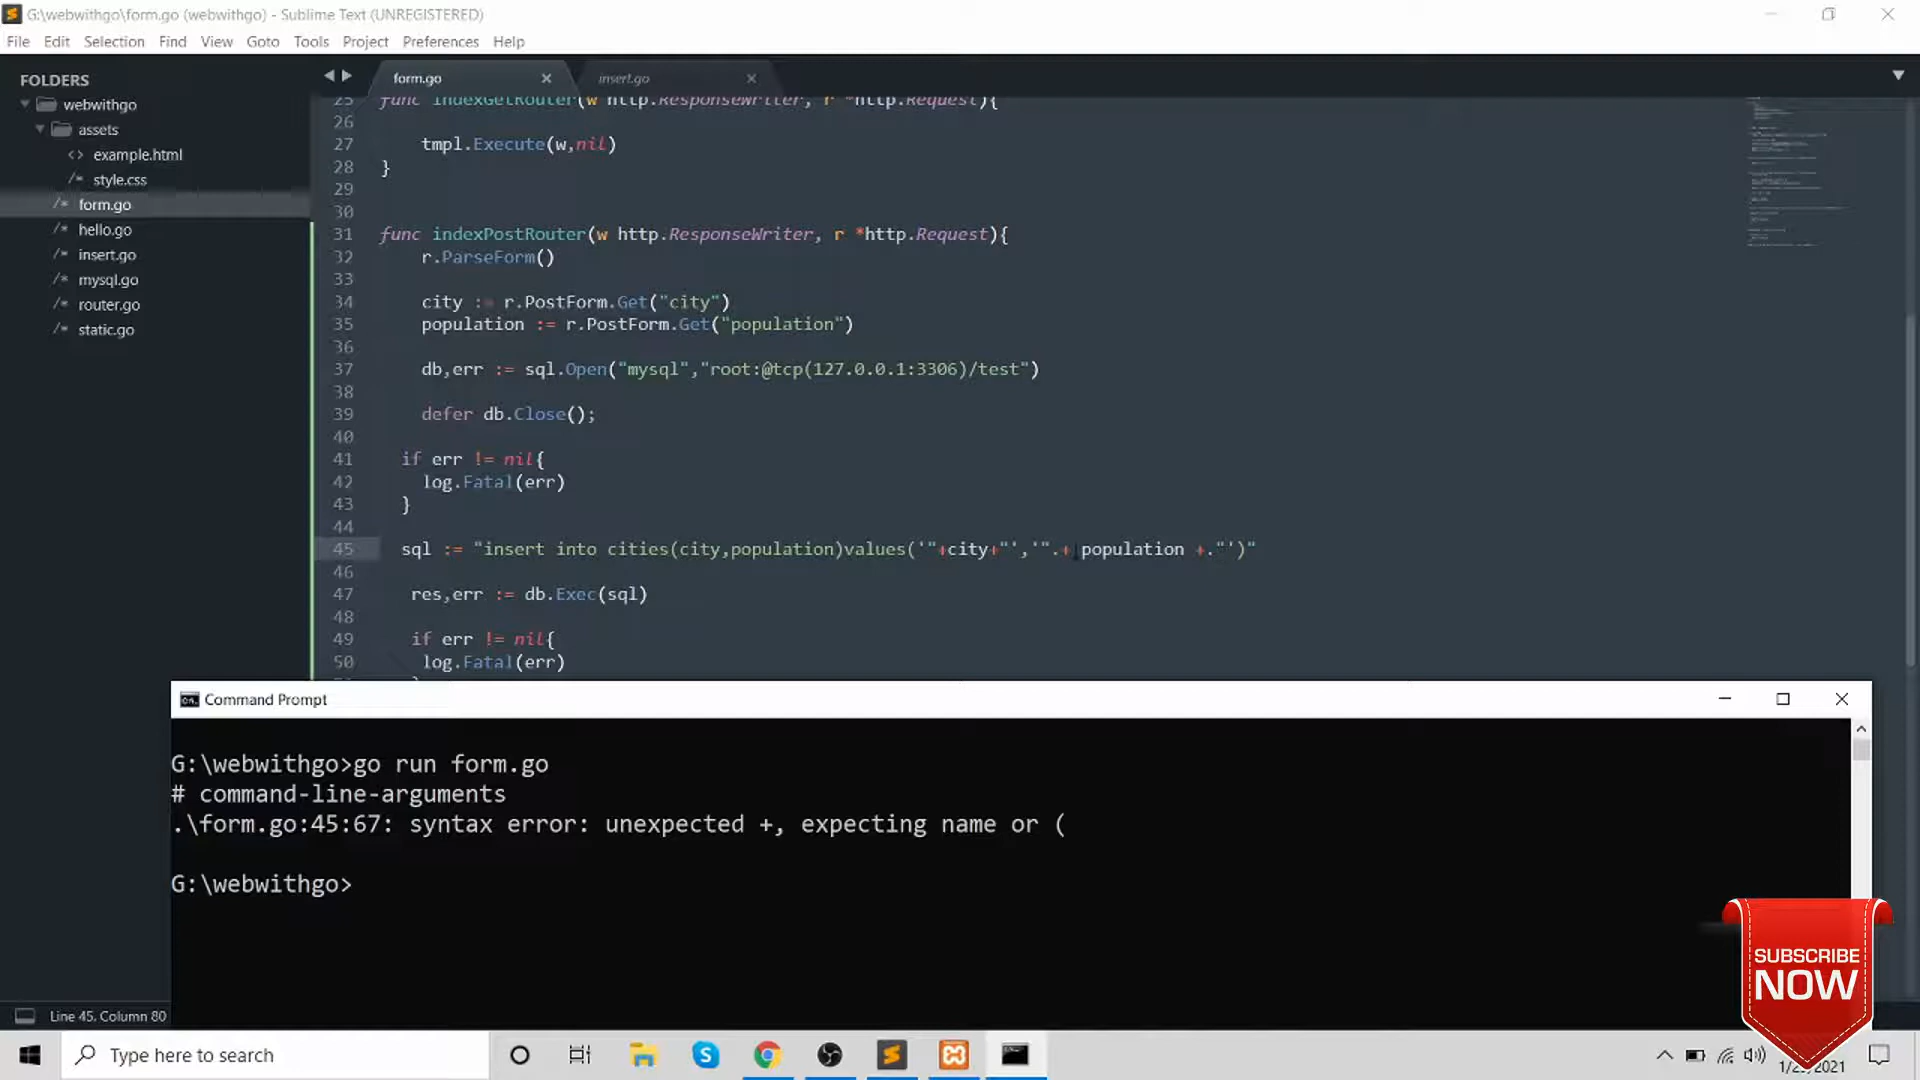 G:\webwithgo\form.go (webwithgo) - Sublime Text (UNREGISTERED)
File Edit Selection Find View Goto Tools Project Preferences Help
FOLDERS
webwithgo
assets
<> example.html
/* style.css
/* form.go
/* hello.go
/* insert.go
/* mysql.go
/* router.go
/* static.go
form.go
insert.go
25 func indexGetRouter(w http.ResponseWriter, r *http.Request){
26
27 tmpl.Execute(w,nil)
28 }
29
30
31 func indexPostRouter(w http.ResponseWriter, r *http.Request){
32 r.ParseForm()
33
34 city := r.PostForm.Get("city")
35 population := r.PostForm.Get("population")
36
37 db,err := sql.Open("mysql","root:@tcp(127.0.0.1:3306)/test")
38
39 defer db.Close();
40
41 if err != nil{
42 log.Fatal(err)
43 }
44
45 sql := "insert into cities(city,population)values('"+city+"','".+ population +."')"
46
47 res,err := db.Exec(sql)
48
49 if err != nil{
50 log.Fatal(err)
Command Prompt
G:\webwithgo>go run form.go
# command-line-arguments
.\form.go:45:67: syntax error: unexpected +, expecting name or (
G:\webwithgo>
SUBSCRIBE
NOW
Line 45, Column 80
Type here to search